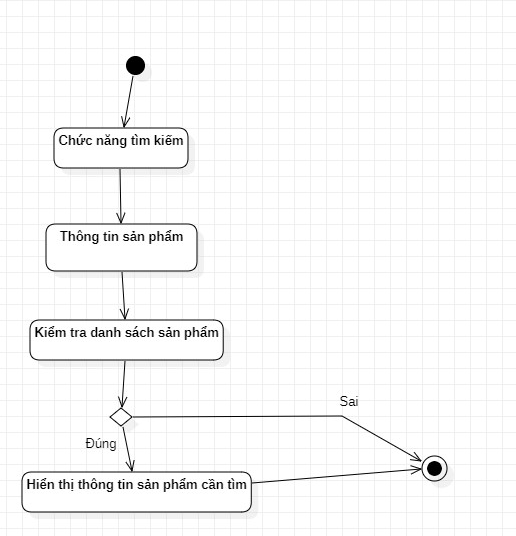 Chức năng tìm kiếm
Thông tin sản phẩm
Kiểm tra danh sách sản phẩm
Sai
Đúng
Hiển thị thông tin sản phẩm cần tìm